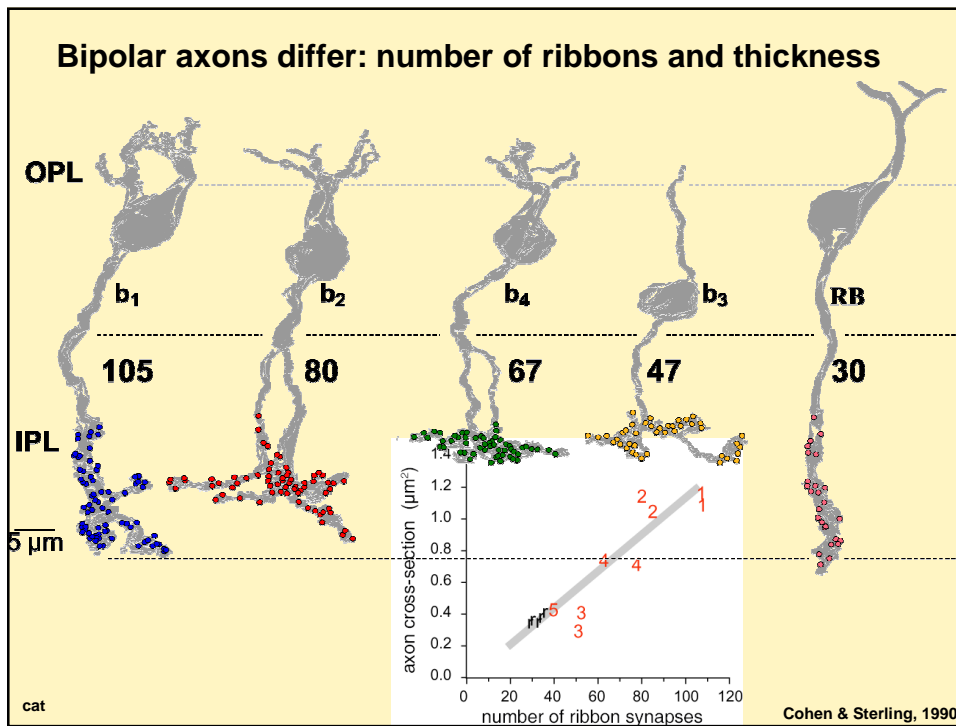 Bipolar axons differ: number of ribbons and thickness
OPL
b₁ b₂ b₄ b₃ RB
105 80 67 47 30
IPL
5 µm
axon cross-section (µm²)
1.4
1.2
1.0
0.8
0.6
0.4
0.2
0.0
1
1
2
2
4
4
5
3
3
r r r r r
0 20 40 60 80 100 120
number of ribbon synapses
cat
Cohen & Sterling, 1990